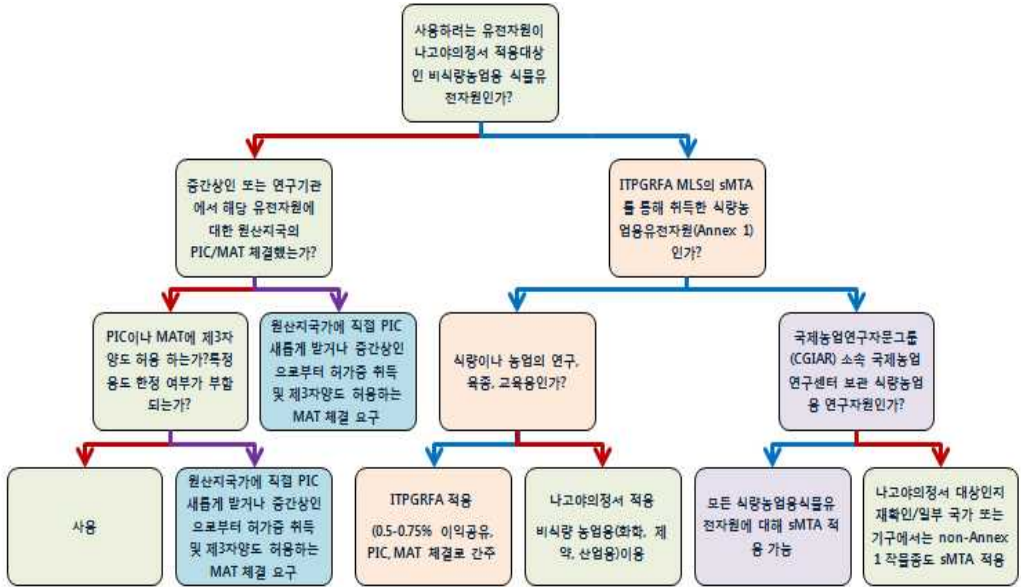 사용하려는 유전자원이
나고야의정서 적용대상
인 비식량농업용 식물유
전자원인가?
중간상인 또는 연구기관
에서 해당 유전자원에
대한 원산지국의
PIC/MAT 체결했는가?
ITPGRFA MLS의 sMTA
를 통해 취득한 식량농
업용유전자원(Annex 1)
인가?
PIC이나 MAT에 제3자
양도 허용 하는가?특정
용도 한정 여부가 부합
되는가?
원산지국가에 직접 PIC
새롭게 받거나 중간상인
으로부터 허가증 취득
및 제3자양도 허용하는
MAT 체결 요구
식량이나 농업의 연구,
육종, 교육용인가?
국제농업연구자문그룹
(CGIAR) 소속 국제농업
연구센터 보관 식량농업
용 연구자원인가?
사용
원산지국가에 직접 PIC
새롭게 받거나 중간상인
으로부터 허가증 취득
및 제3자양도 허용하는
MAT 체결 요구
ITPGRFA 적용
(0.5-0.75% 이익공유,
PIC, MAT 체결로 간주
나고야의정서 적용
비식량 농업용(화학, 제
약, 산업용)이용
모든 식량농업용식물유
전자원에 대해 sMTA 적
용 가능
나고야의정서 대상인지
재확인/일부 국가 또는
기구에서는 non-Annex
1 작물종도 sMTA 적용